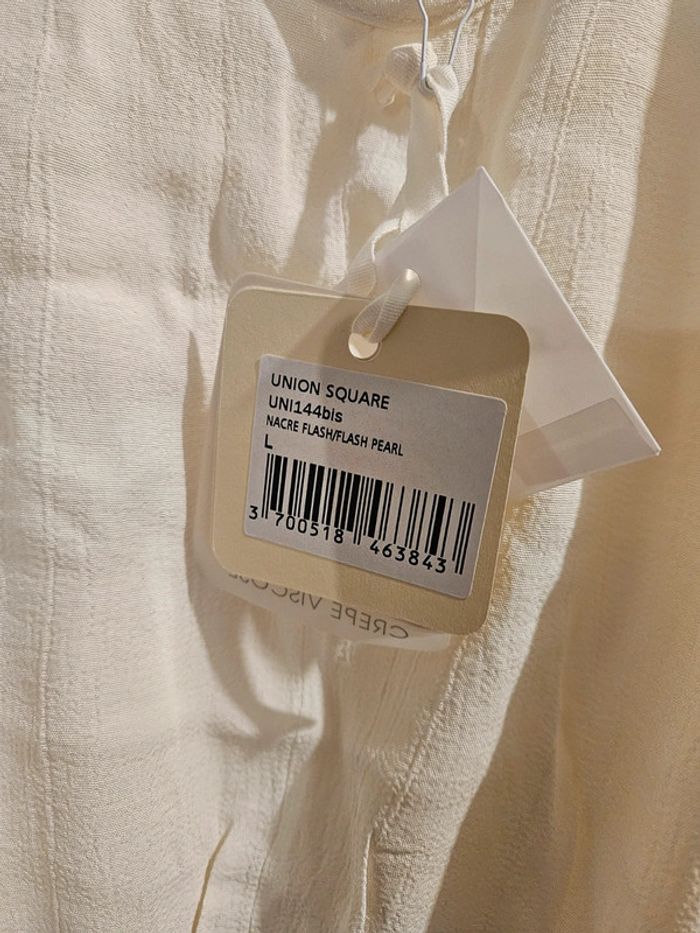 UNION SQUARE
UNI144bis
NACRE FLASH/FLASH PEARL
L
3 700518 463843
CREPE VISCOSE